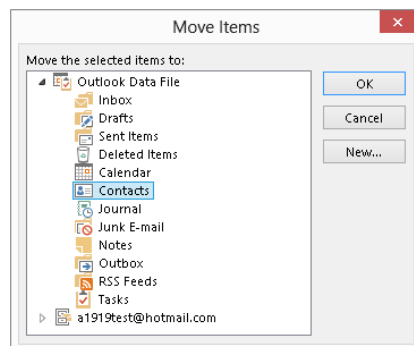 Move Items
Move the selected items to:
Outlook Data File
Inbox
Drafts
Sent Items
Deleted Items
Calendar
Contacts
Journal
Junk E-mail
Notes
Outbox
RSS Feeds
Tasks
a1919test@hotmail.com
OK
Cancel
New...